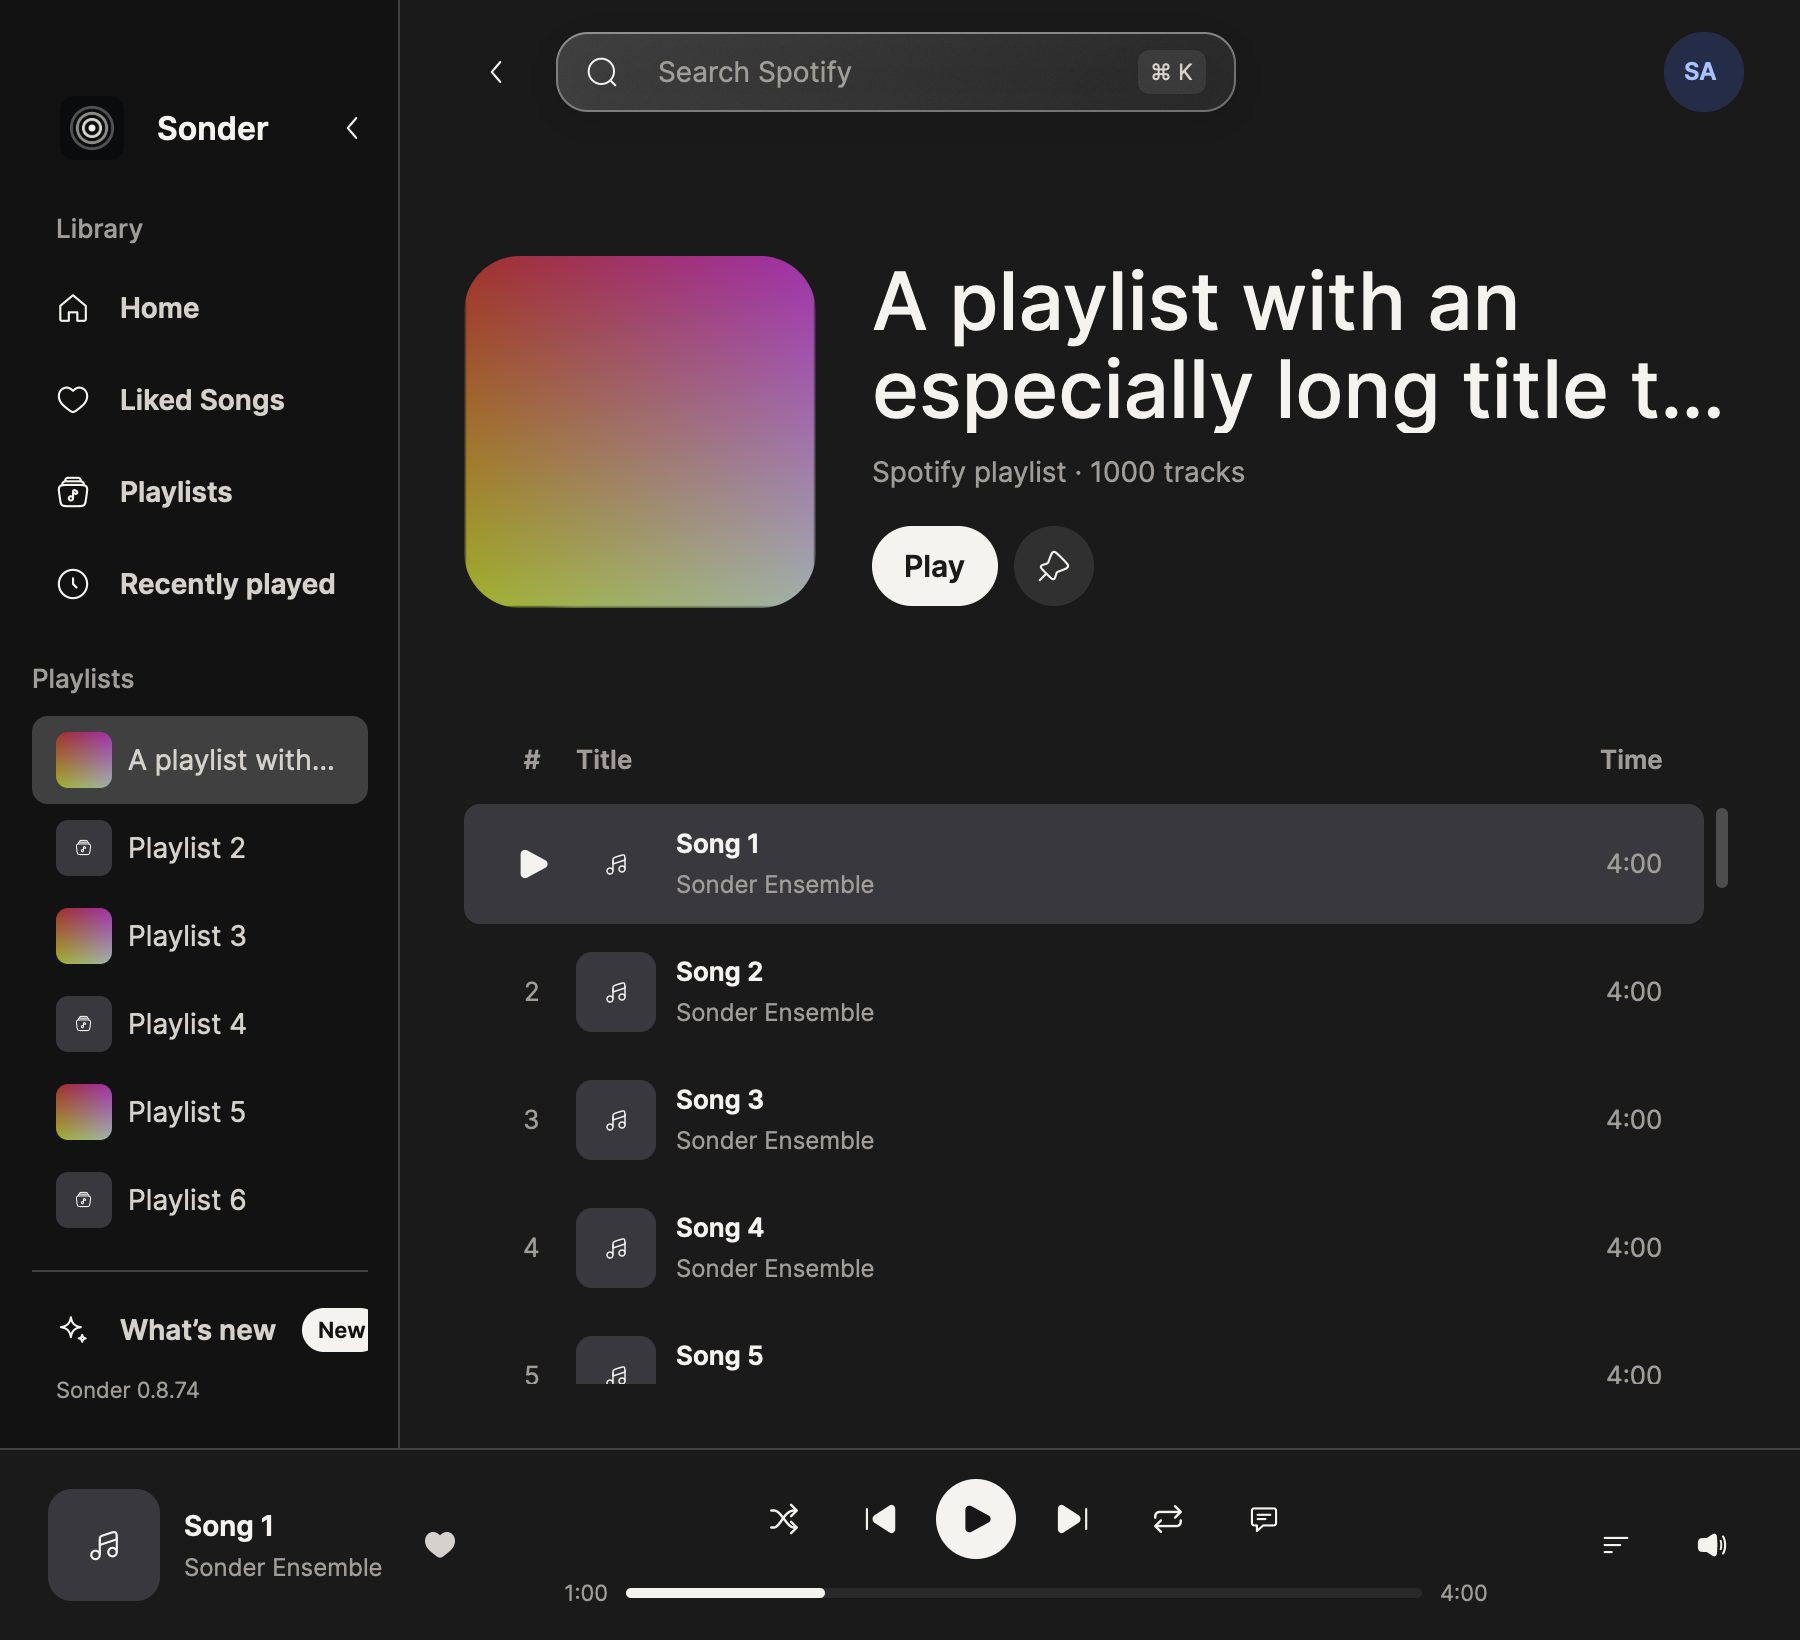 Sonder
Library
Home
Liked Songs
Playlists
Recently played
Playlists
A playlist with...
Playlist 2
Playlist 3
Playlist 4
Playlist 5
Playlist 6
What’s new
New
Sonder 0.8.74
Search Spotify
⌘ K
SA
A playlist with an
especially long title t...
Spotify playlist · 1000 tracks
Play
# Title Time
Song 1
Sonder Ensemble
4:00
2
Song 2
Sonder Ensemble
4:00
3
Song 3
Sonder Ensemble
4:00
4
Song 4
Sonder Ensemble
4:00
5
Song 5
4:00
Song 1
Sonder Ensemble
1:00
4:00